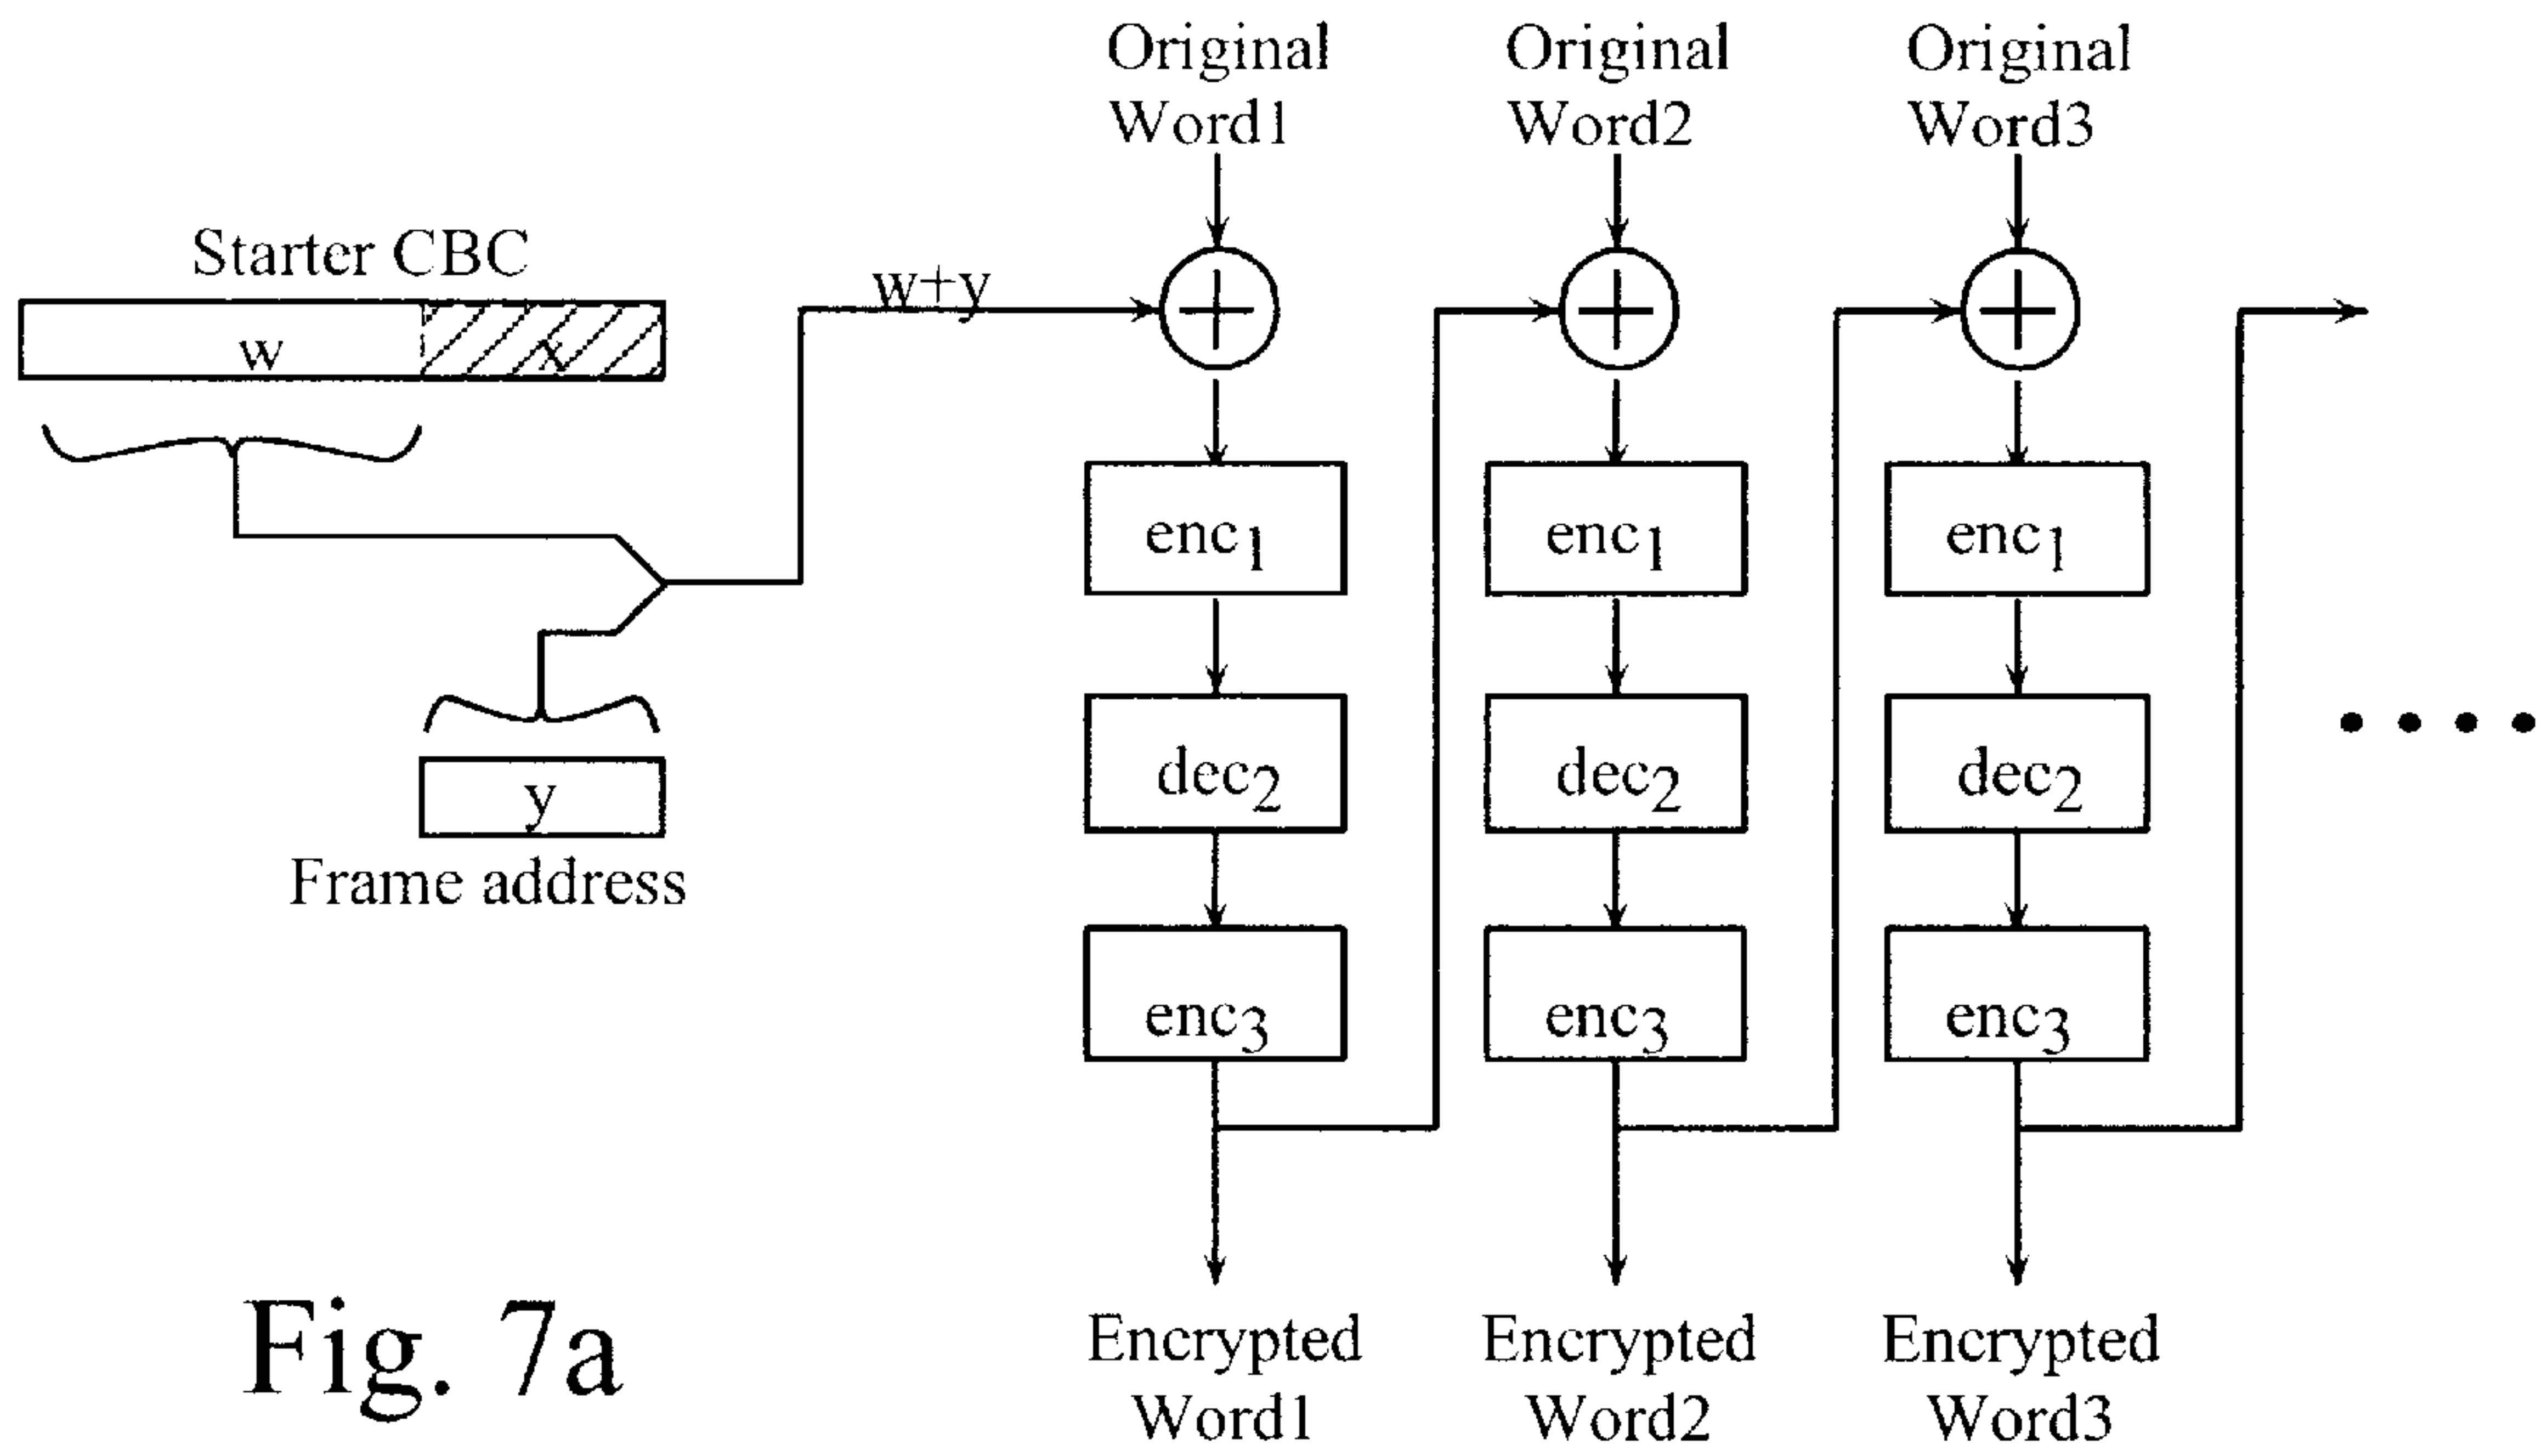 Original Original Original
Word1 Word2 Word3
Starter CBC
w+y
w x
enc1 enc1 enc1
dec2 dec2 dec2
y
Frame address
enc3 enc3 enc3
Fig. 7a
Encrypted Encrypted Encrypted
Word1 Word2 Word3